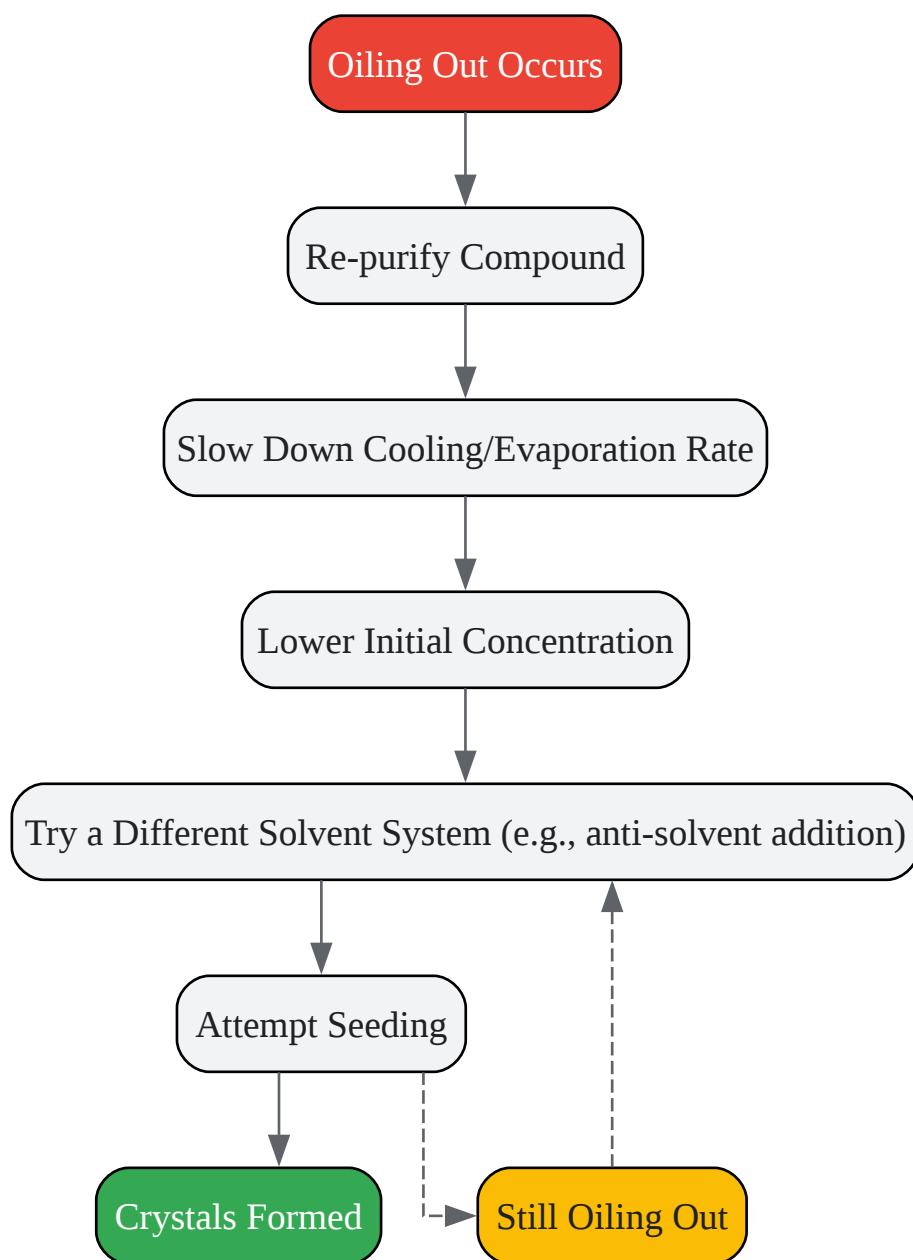 Oiling Out Occurs
Re-purify Compound
Slow Down Cooling/Evaporation Rate
Lower Initial Concentration
Try a Different Solvent System (e.g., anti-solvent addition)
Attempt Seeding
Crystals Formed
Still Oiling Out